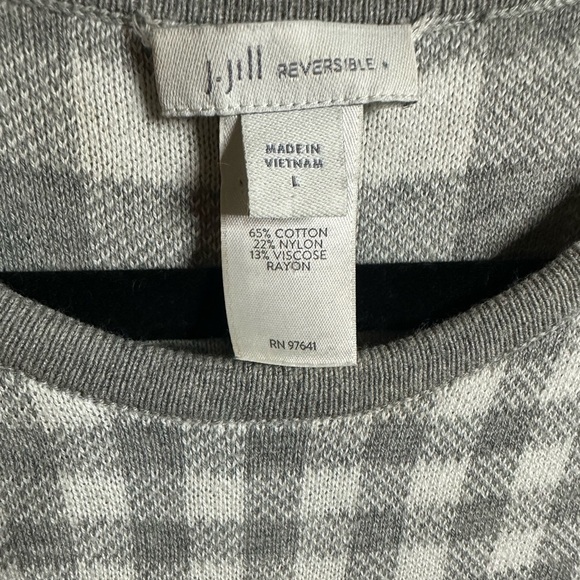 J.Jill REVERSIBLE
MADE IN
VIETNAM
L
65% COTTON
22% NYLON
13% VISCOSE
RAYON
RN 97641